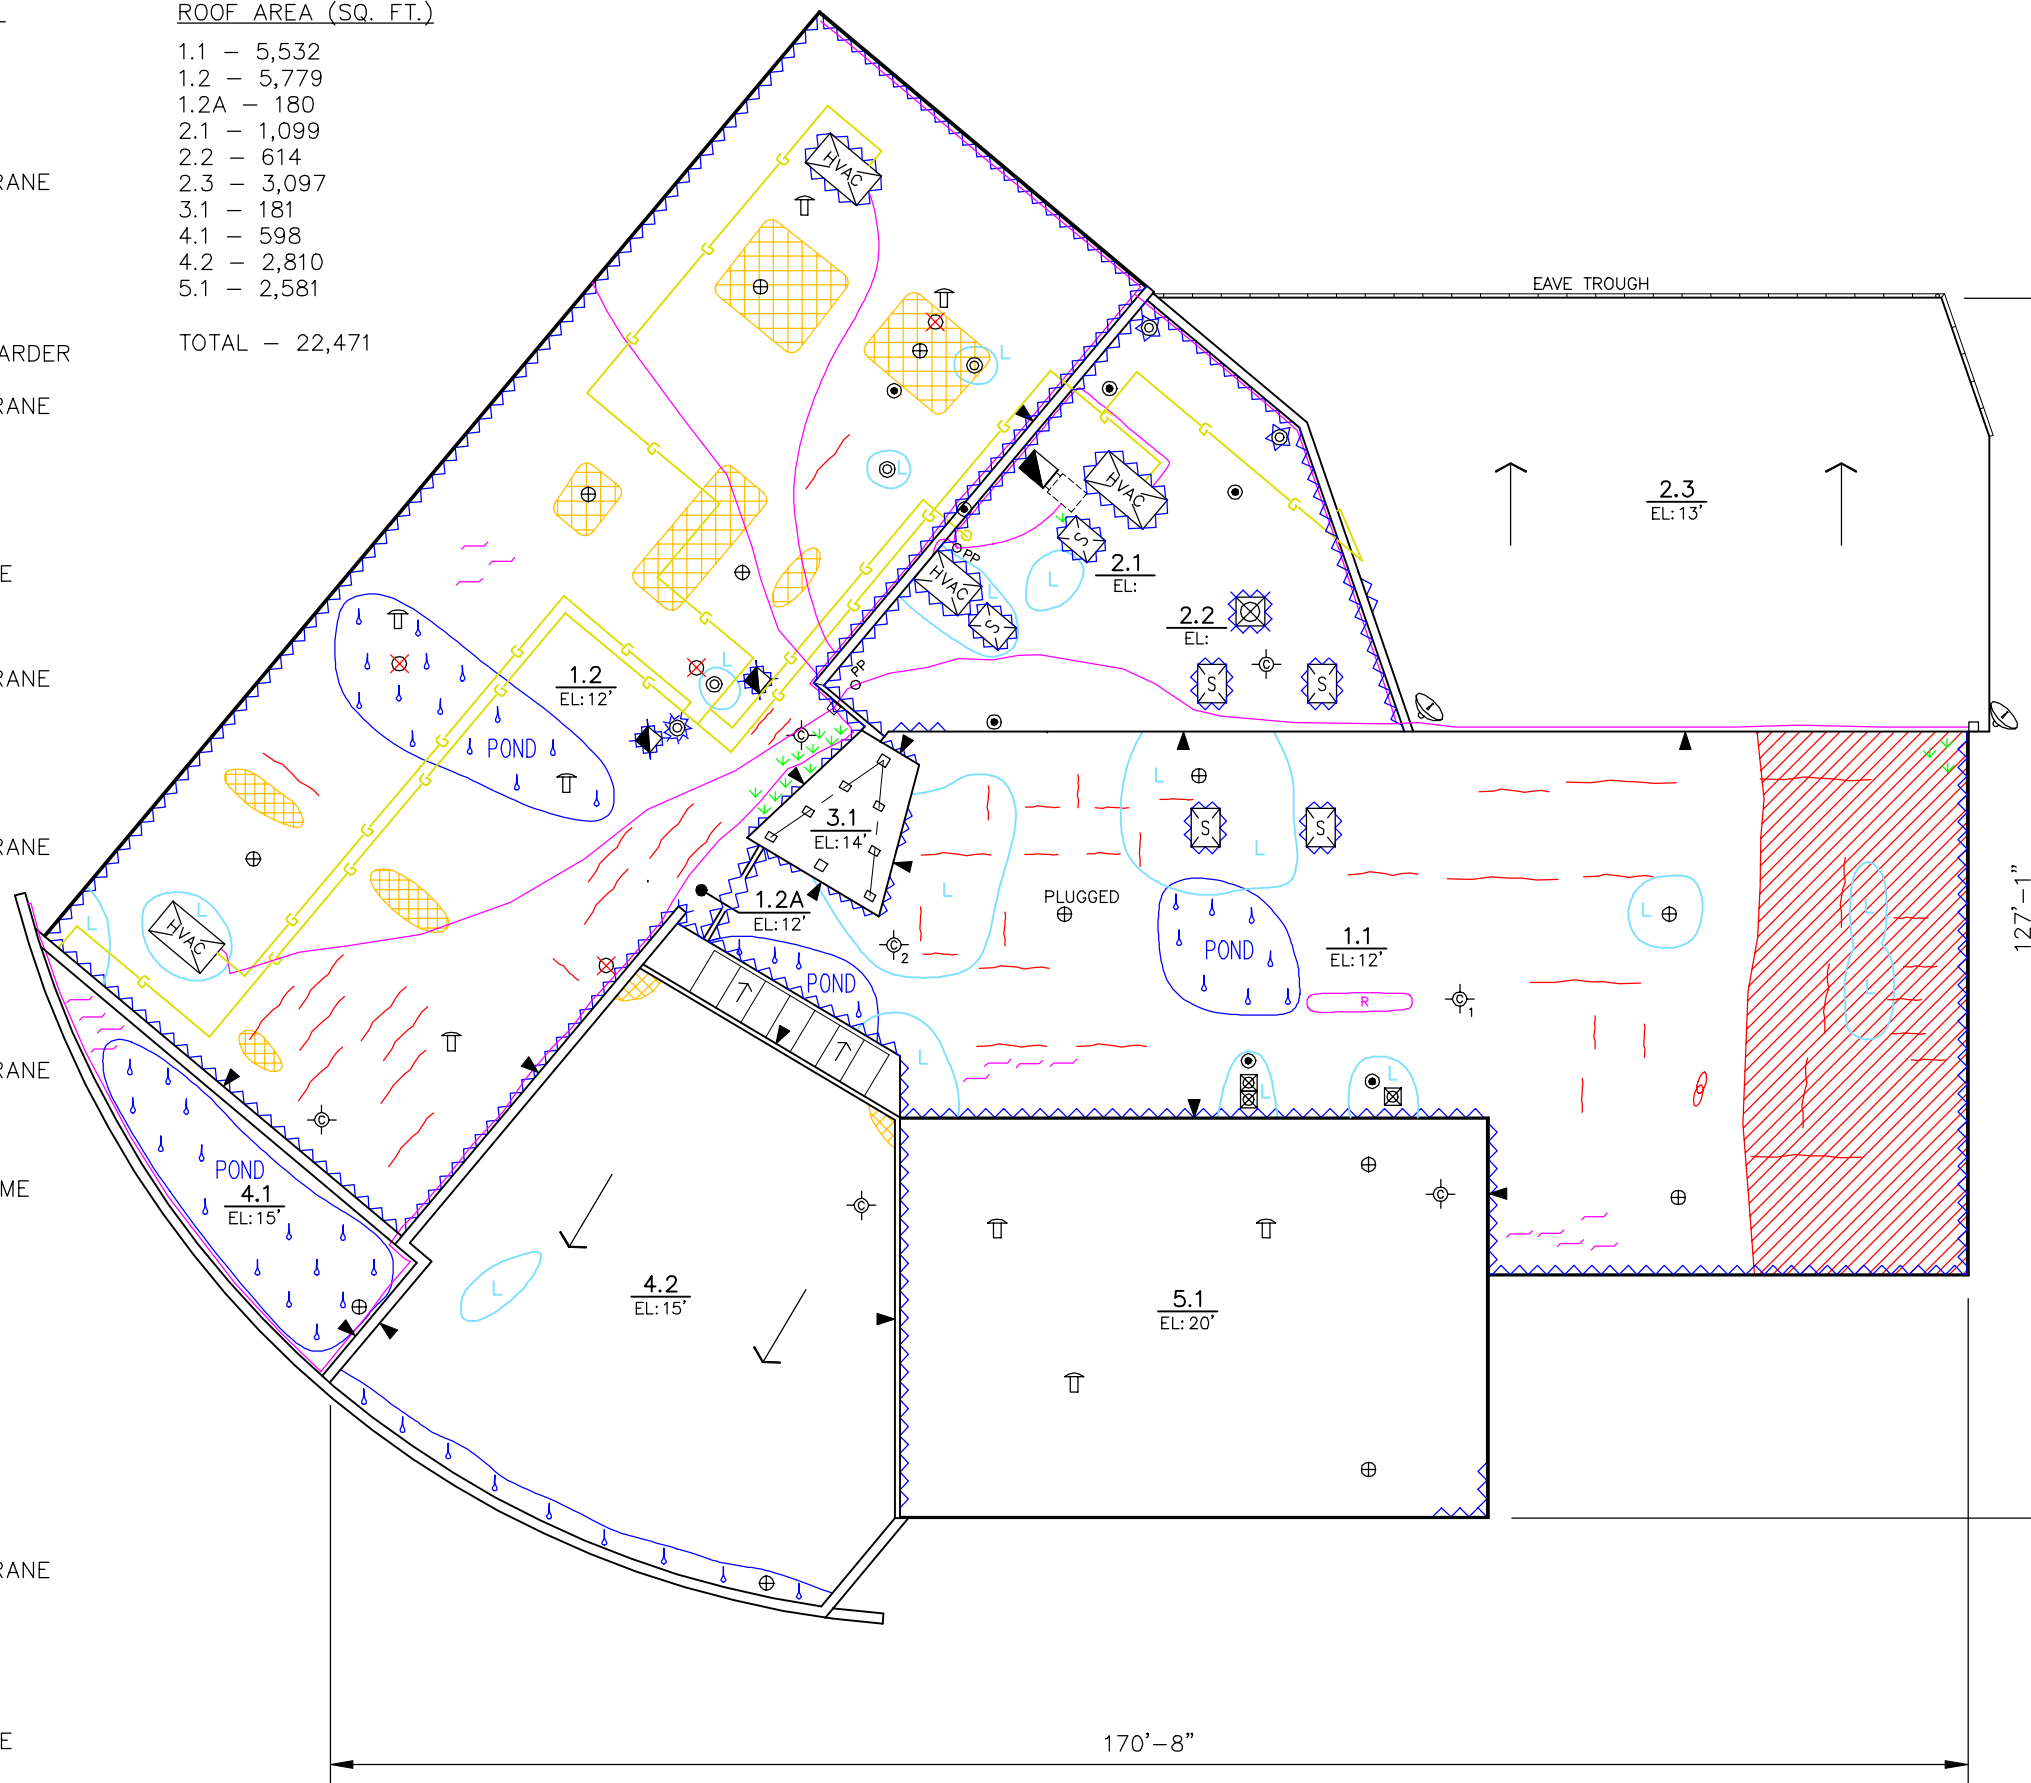 ROOF AREA (SQ. FT.)
1.1 – 5,532
1.2 – 5,779
1.2A – 180
2.1 – 1,099
2.2 – 614
2.3 – 3,097
3.1 – 181
4.1 – 598
4.2 – 2,810
5.1 – 2,581
TOTAL – 22,471
RANE
ARDER
RANE
E
RANE
RANE
RANE
ME
RANE
E
EAVE TROUGH
HVAC
G
G
G
G
L
G
G
L
G
G
HVAC
G
2.3
EL:13'
G
G
S
PP
2.1
EL:
L
HVAC
L
S
G
2.2
EL:
G
G
G
L
1.2
EL:12'
PP
C
S
S
G
G
G
POND
C
L
3.1
EL:14'
S
S
L
G
G
G
G
L
PLUGGED
1.2A
EL:12'
L
L
HVAC
G
G
G
C
2
POND
1.1
EL:12'
L
L
127'-1"
POND
R
C
1
L
L
L
L
C
POND
4.1
EL:15'
C
C
4.2
EL:15'
L
5.1
EL:20'
170'-8"